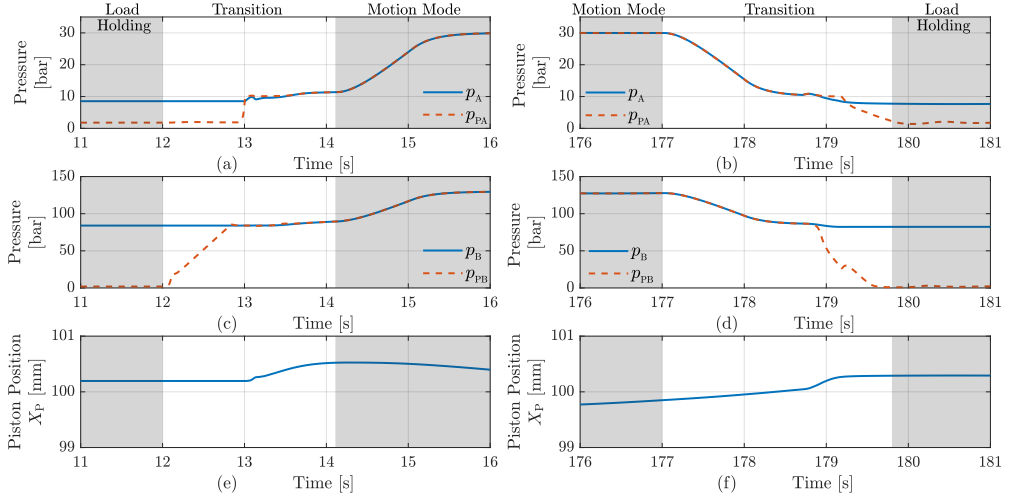 Load
Holding
Transition
Motion Mode
Pressure
[bar]
30
20
10
0
p_A
p_PA
11 12 13 14 15 16
(a)
Time [s]
Motion Mode
Transition
Load
Holding
Pressure
[bar]
30
20
10
0
p_A
p_PA
176 177 178 179 180 181
(b)
Time [s]
Pressure
[bar]
150
100
50
0
p_B
p_PB
11 12 13 14 15 16
(c)
Time [s]
Pressure
[bar]
150
100
50
0
p_B
p_PB
176 177 178 179 180 181
(d)
Time [s]
Piston Position
X_P [mm]
101
100
99
11 12 13 14 15 16
(e)
Time [s]
Piston Position
X_P [mm]
101
100
99
176 177 178 179 180 181
(f)
Time [s]